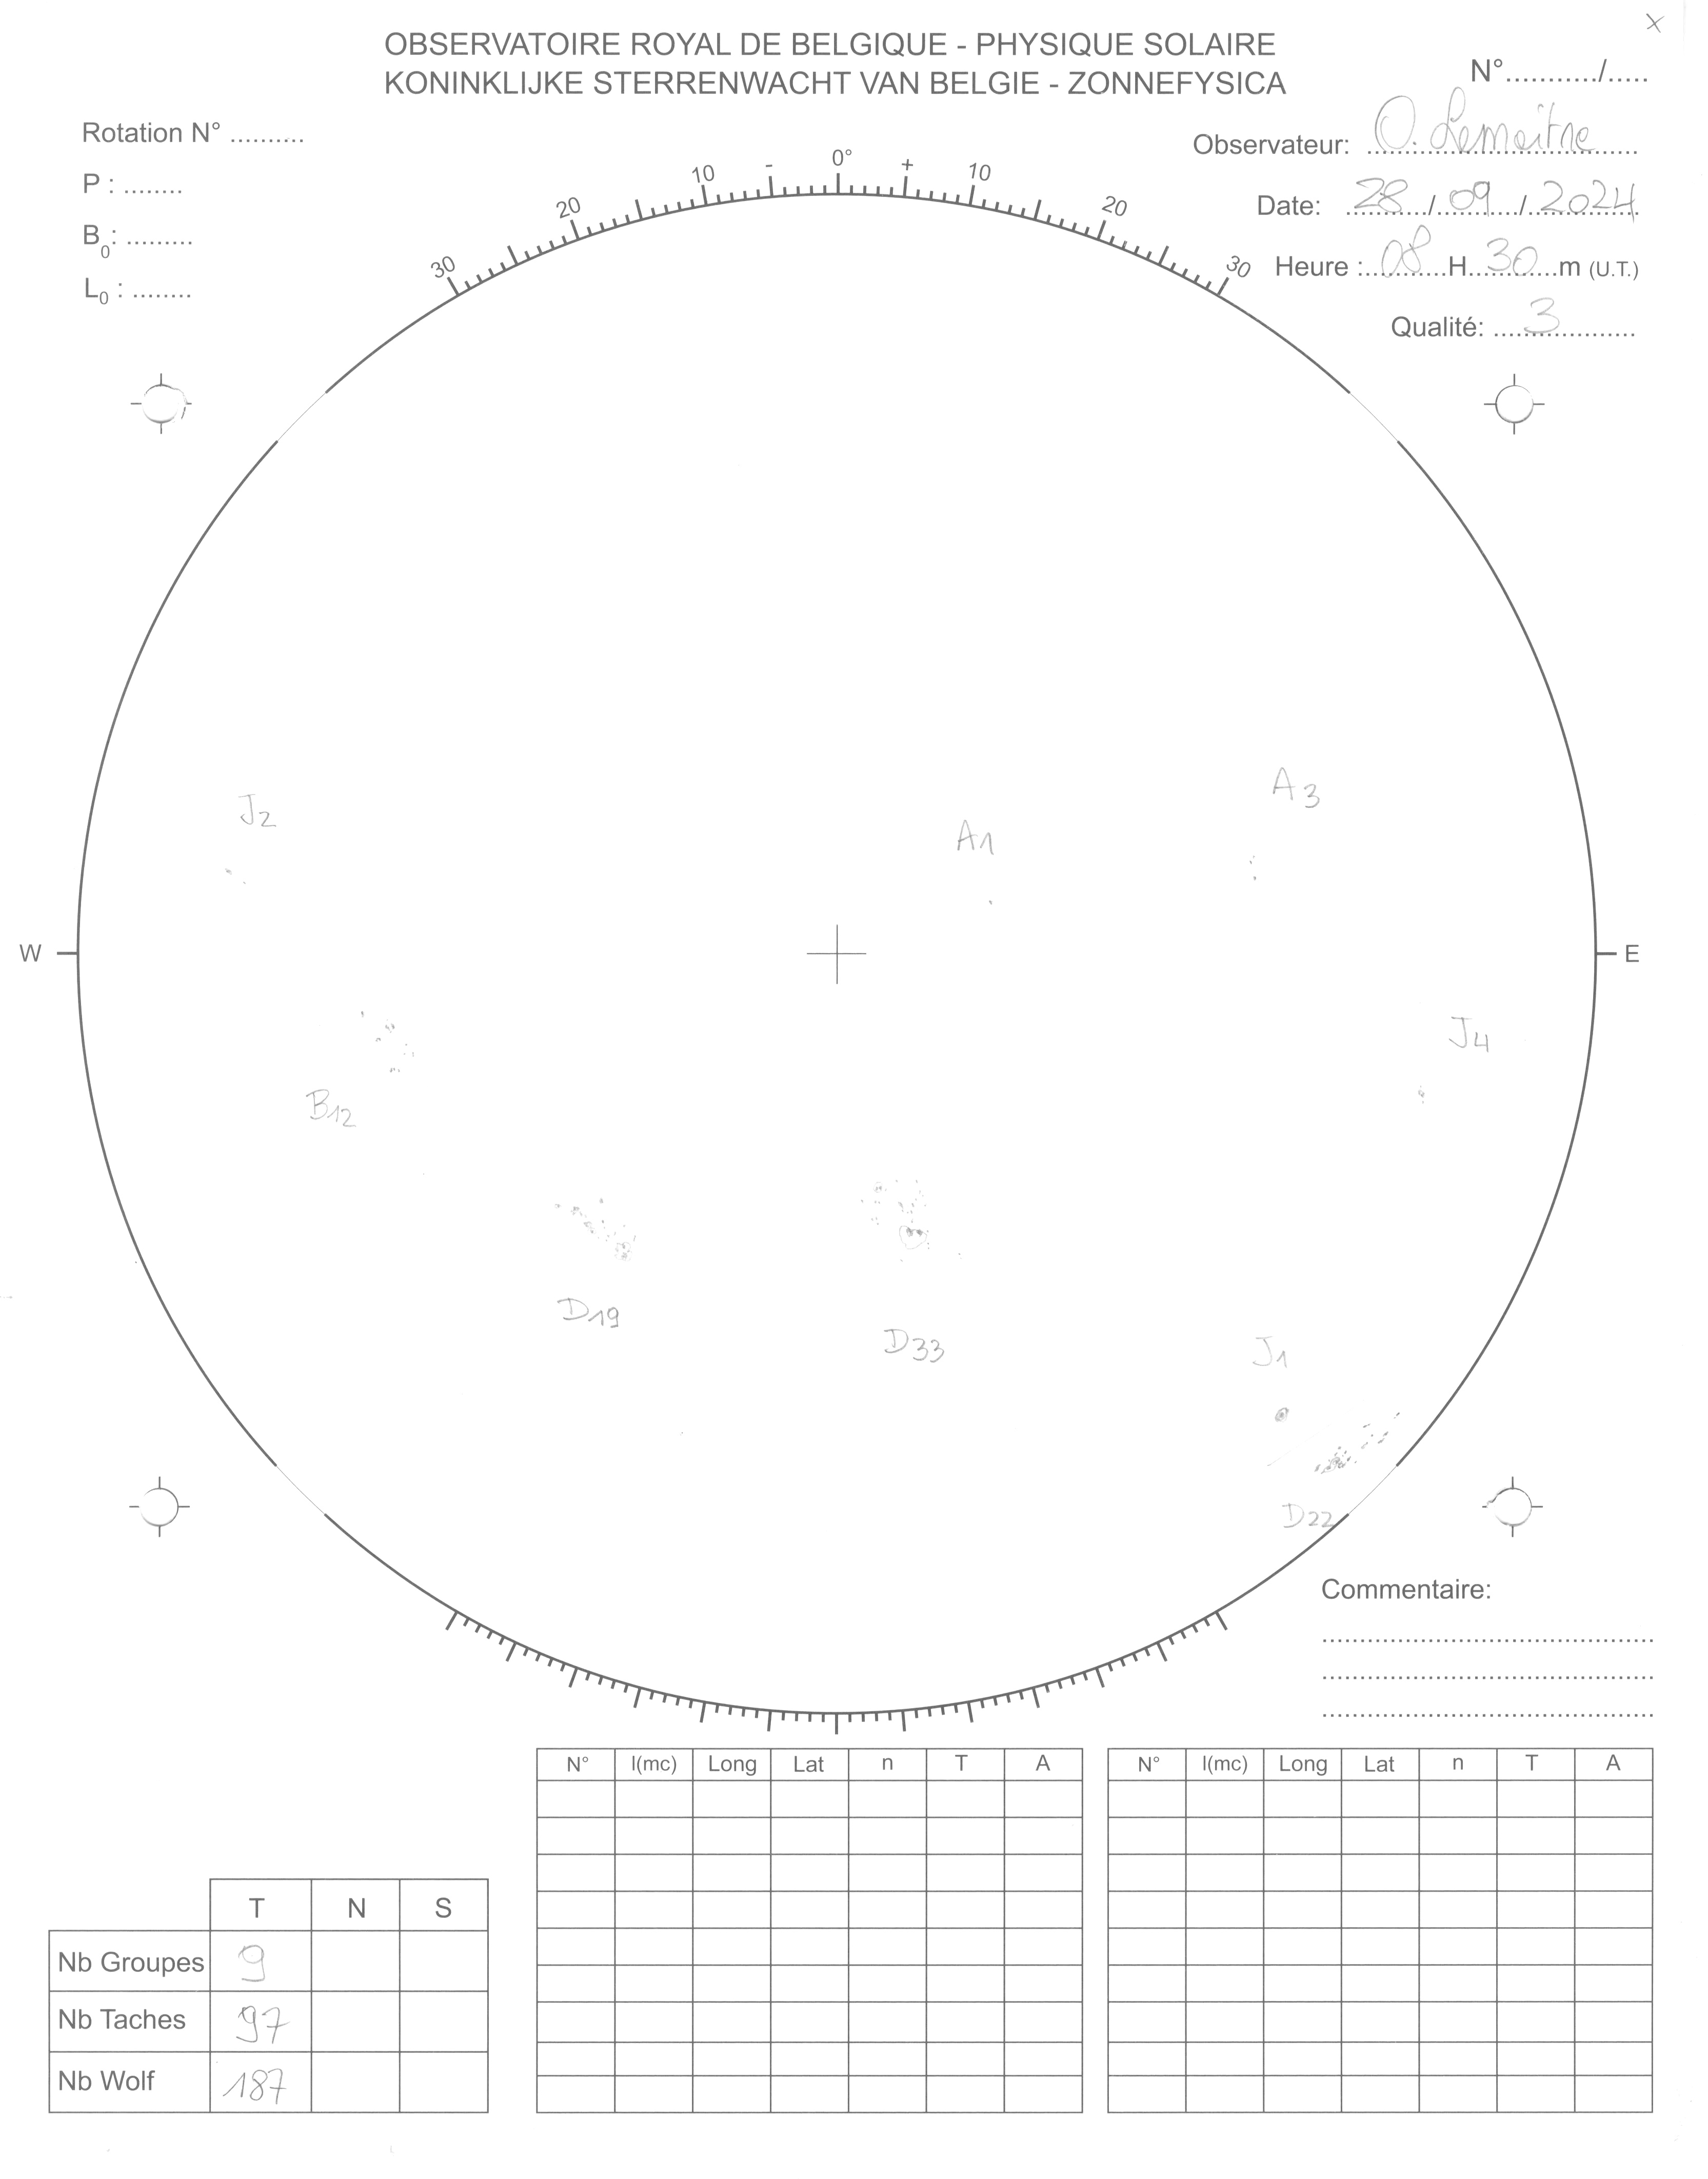 x
OBSERVATOIRE ROYAL DE BELGIQUE - PHYSIQUE SOLAIRE
KONINKLIJKE STERRENWACHT VAN BELGIE - ZONNEFYSICA
N°.........../.....
Rotation N° .........
P : ........
B0: .........
L0 : ........
Observateur: O. Lemaître
Date: 28 / 09 / 2024
Heure : 08 H 30 m (U.T.)
Qualité: 3
30 20 10 - 0° + 10 20 30
A3
J2
A1
W E
J4
B12
D19
D33
J1
D22
Commentaire:
N° l(mc) Long Lat n T A
N° l(mc) Long Lat n T A
T N S
Nb Groupes 9
Nb Taches 97
Nb Wolf 187